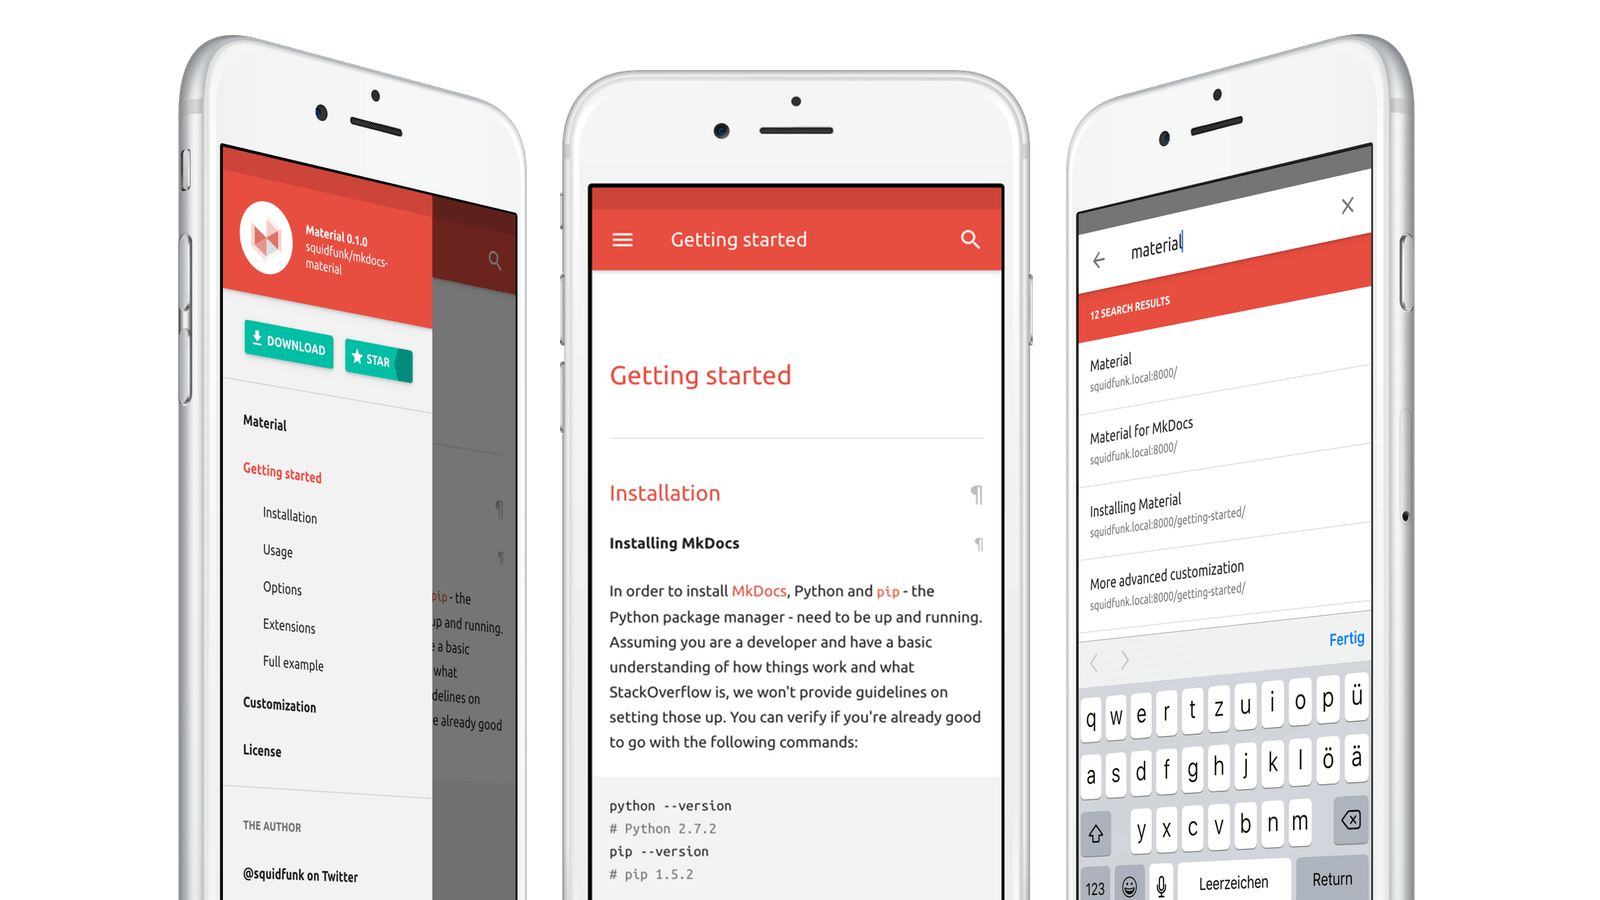 Material 0.1.0
squidfunk/mkdocs-
material
DOWNLOAD
STAR
Material
Getting started
Installation
Usage
Options
Extensions
Full example
Customization
License
THE AUTHOR
@squidfunk on Twitter
¶
¶
pip - the
up and running.
e a basic
what
delines on
e already good
Getting started
Getting started
Installation ¶
Installing MkDocs ¶
In order to install MkDocs, Python and pip - the
Python package manager - need to be up and running.
Assuming you are a developer and have a basic
understanding of how things work and what
StackOverflow is, we won't provide guidelines on
setting those up. You can verify if you're already good
to go with the following commands:
python --version
# Python 2.7.2
pip --version
# pip 1.5.2
material
12 SEARCH RESULTS
Material
squidfunk.local:8000/
Material for MkDocs
squidfunk.local:8000/
Installing Material
squidfunk.local:8000/getting-started/
More advanced customization
squidfunk.local:8000/getting-started/
Fertig
q w e r t z u i o p ü
a s d f g h j k l ö ä
y x c v b n m
123 Leerzeichen Return